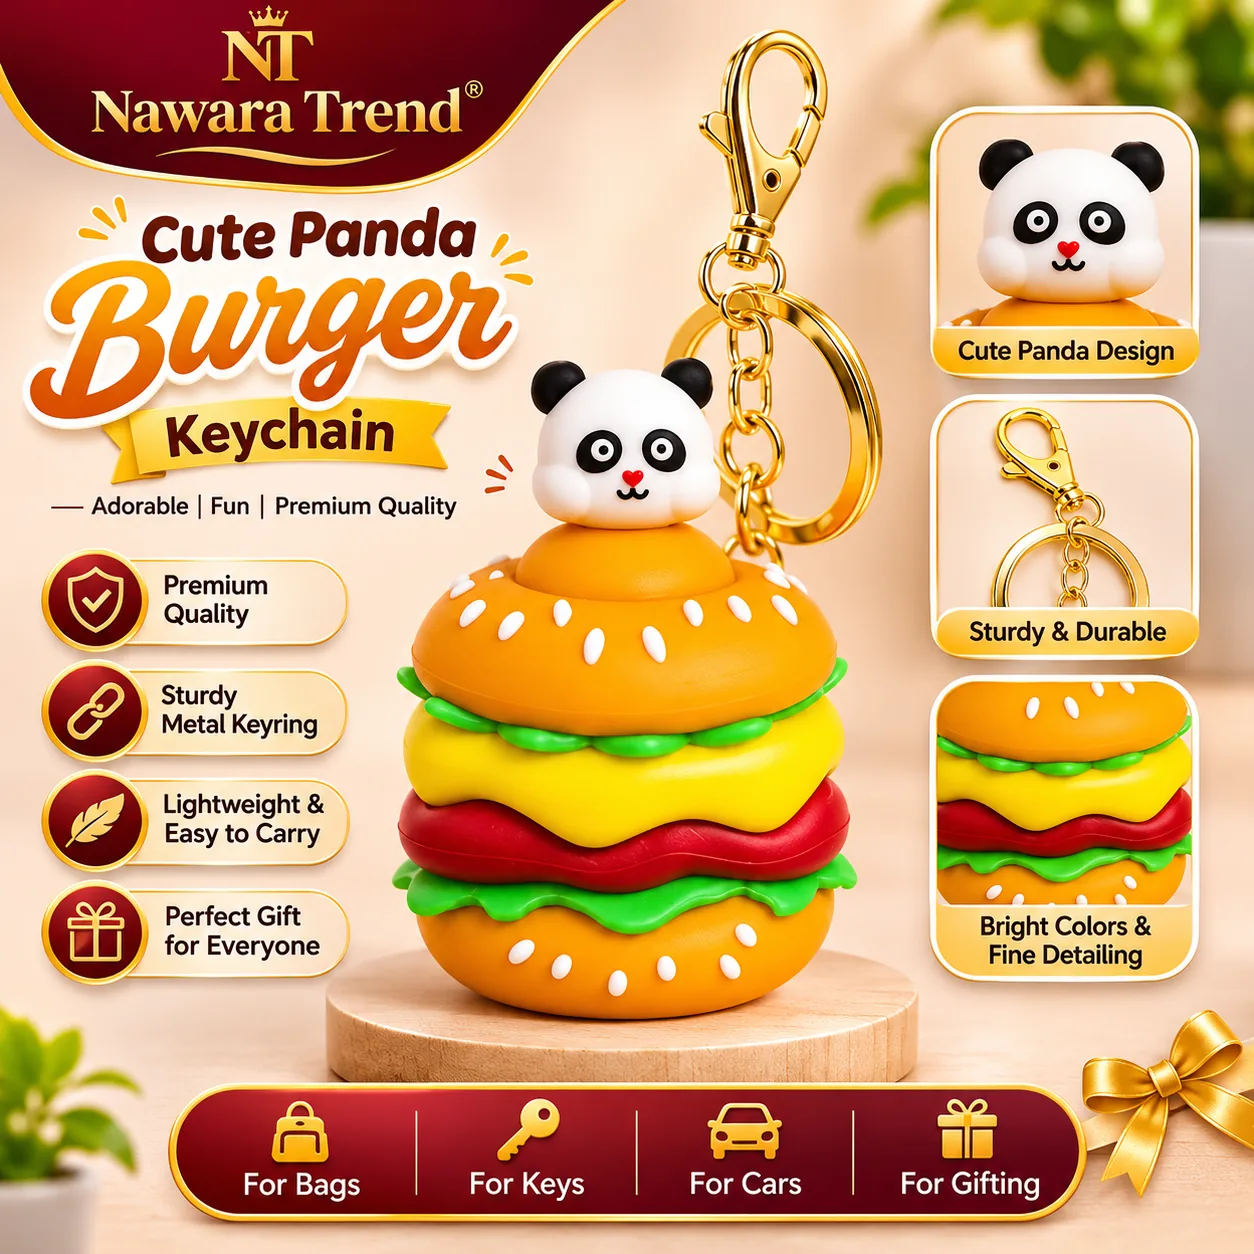 NT
Nawara Trend®
Cute Panda
Burger
Keychain
Adorable | Fun | Premium Quality
Premium
Quality
Sturdy
Metal Keyring
Lightweight &
Easy to Carry
Perfect Gift
for Everyone
Cute Panda Design
Sturdy & Durable
Bright Colors &
Fine Detailing
For Bags
For Keys
For Cars
For Gifting